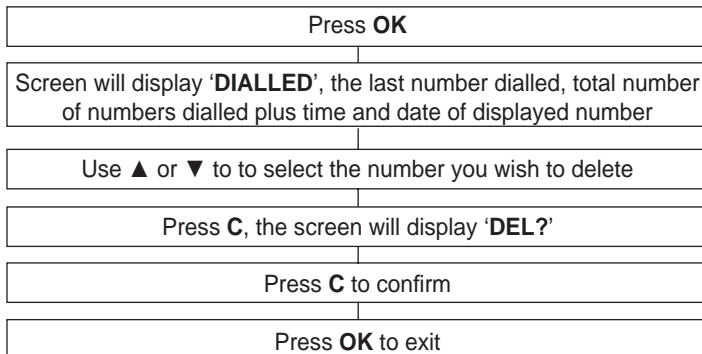 Press OK
Screen will display ‘DIALLED’, the last number dialled, total number
of numbers dialled plus time and date of displayed number
Use ▲ or ▼ to to select the number you wish to delete
Press C, the screen will display ‘DEL?’
Press C to confirm
Press OK to exit